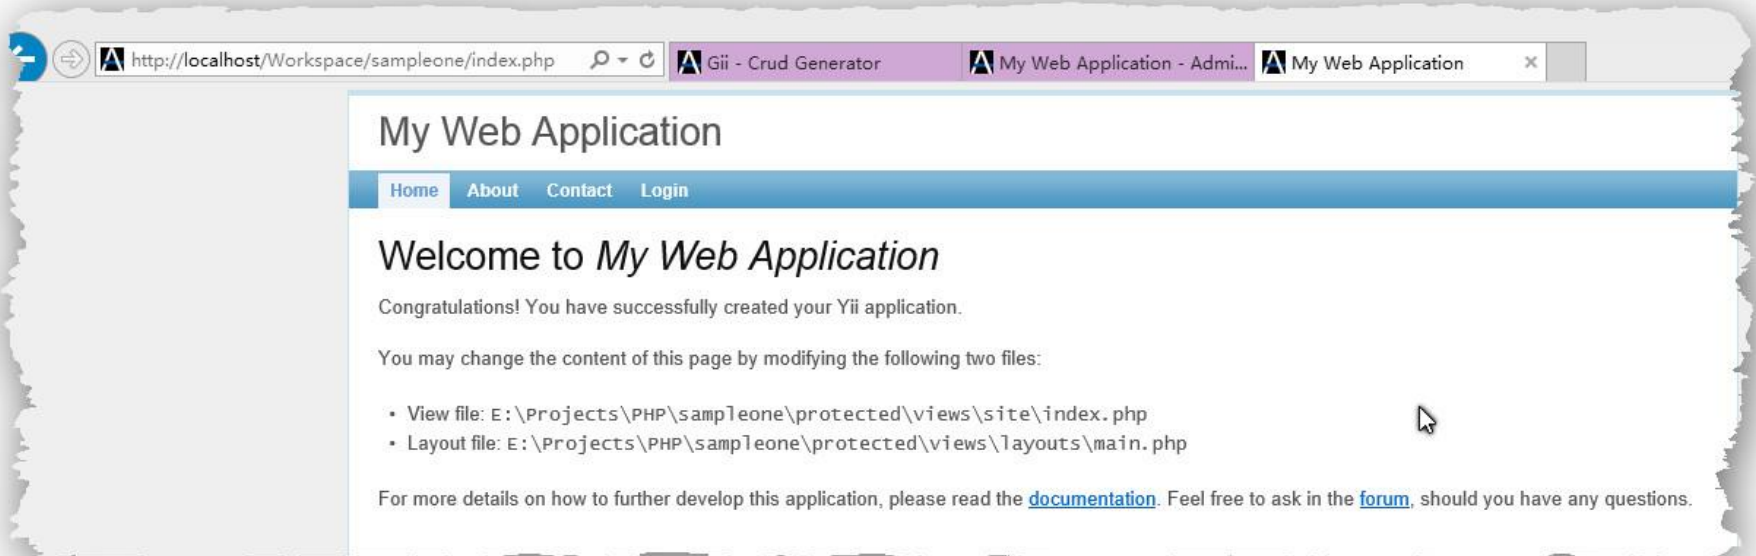 http://localhost/Workspace/sampleone/index.php Gii - Crud Generator My Web Application - Admi... My Web Application
My Web Application
Home About Contact Login
Welcome to My Web Application
Congratulations! You have successfully created your Yii application.
You may change the content of this page by modifying the following two files:
• View file: E:\Projects\PHP\sampleone\protected\views\site\index.php
• Layout file: E:\Projects\PHP\sampleone\protected\views\layouts\main.php
For more details on how to further develop this application, please read the documentation. Feel free to ask in the forum, should you have any questions.